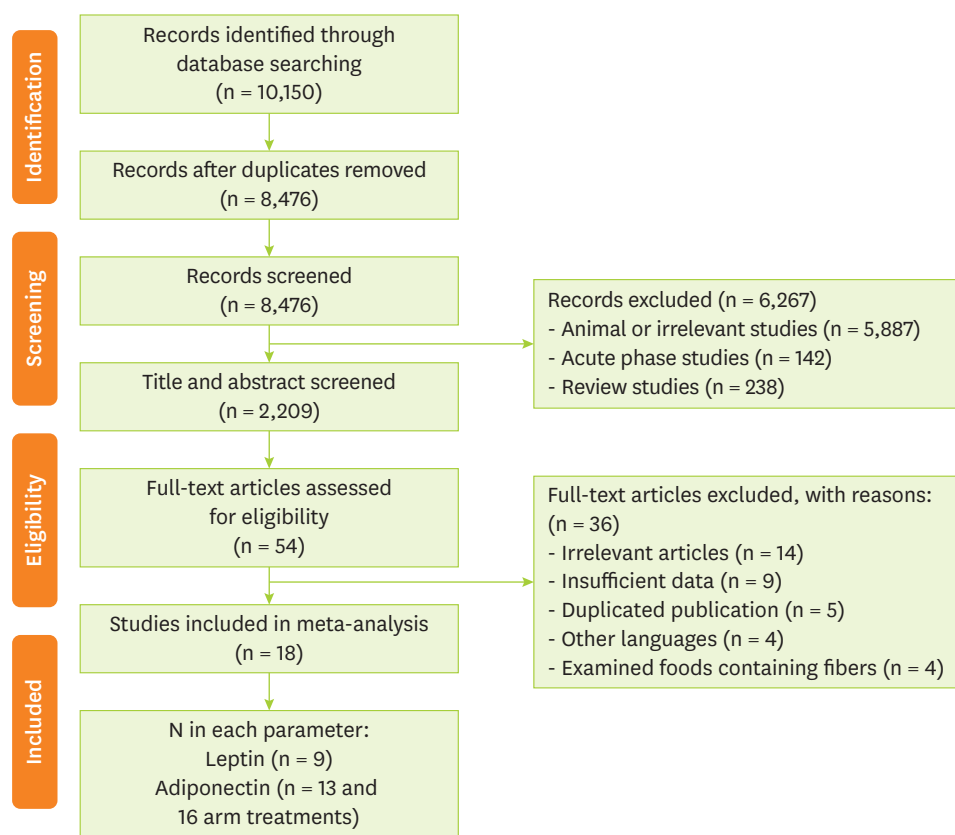 Identification
Records identified through
database searching
(n = 10,150)
Records after duplicates removed
(n = 8,476)
Screening
Records screened
(n = 8,476)
Records excluded (n = 6,267)
- Animal or irrelevant studies (n = 5,887)
- Acute phase studies (n = 142)
- Review studies (n = 238)
Title and abstract screened
(n = 2,209)
Eligibility
Full-text articles assessed
for eligibility
(n = 54)
Full-text articles excluded, with reasons:
(n = 36)
- Irrelevant articles (n = 14)
- Insufficient data (n = 9)
- Duplicated publication (n = 5)
- Other languages (n = 4)
- Examined foods containing fibers (n = 4)
Included
Studies included in meta-analysis
(n = 18)
N in each parameter:
Leptin (n = 9)
Adiponectin (n = 13 and
16 arm treatments)